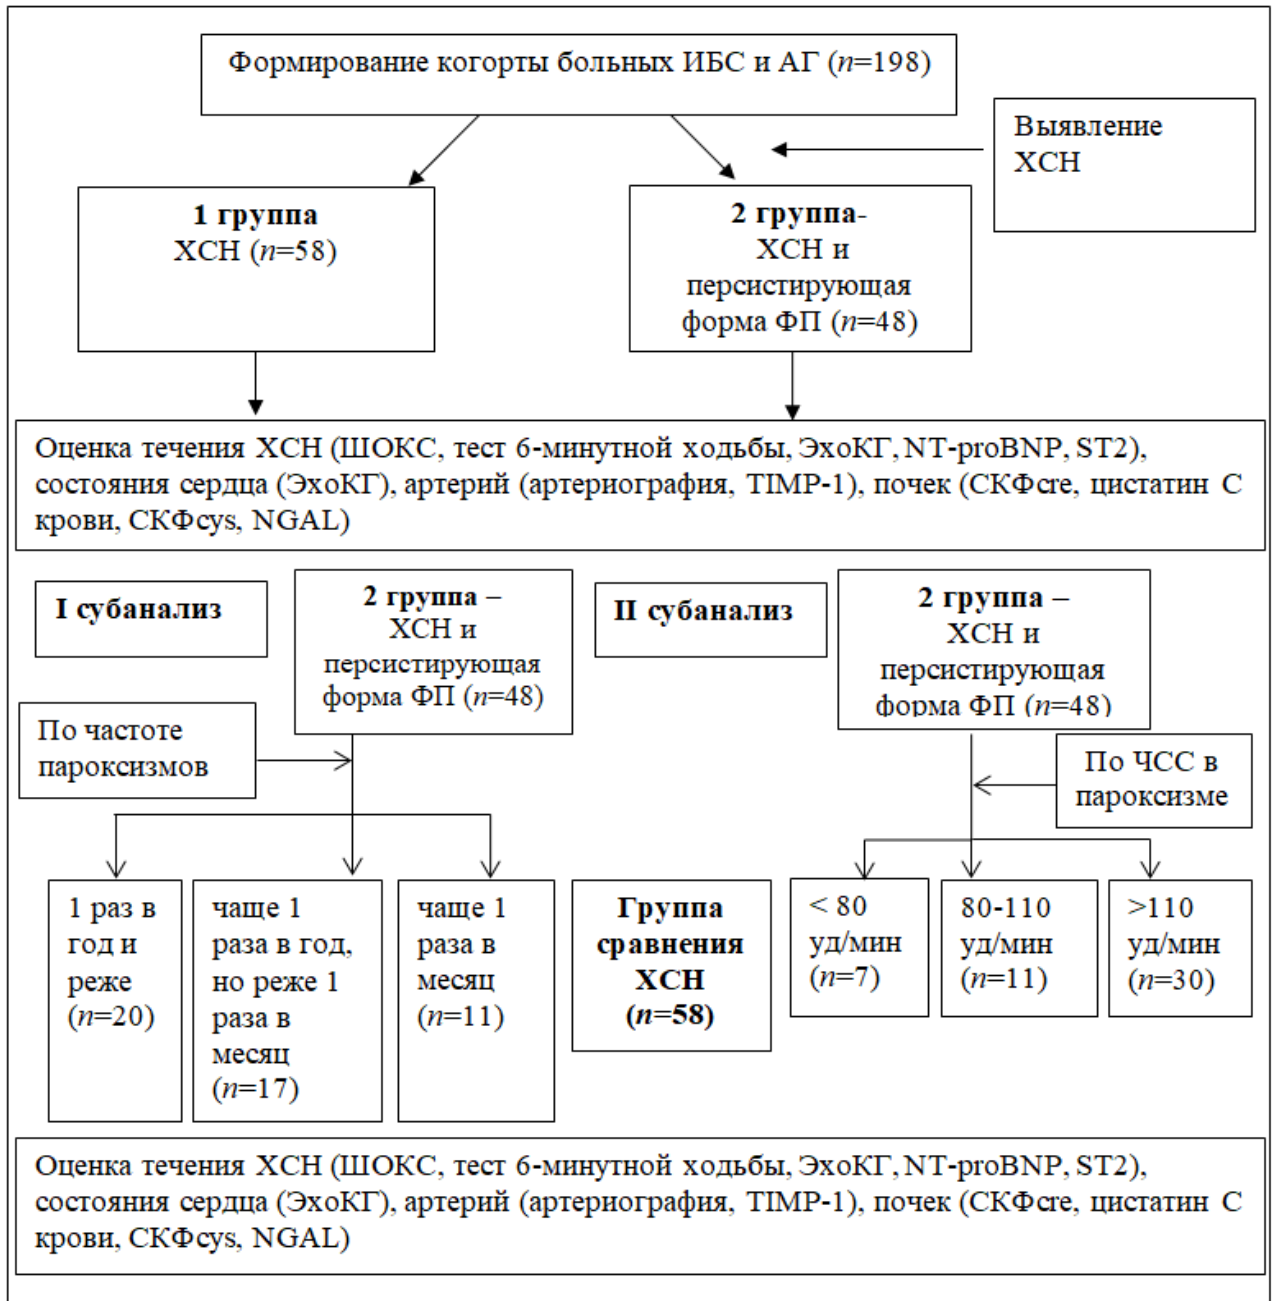 Формирование когорты больных ИБС и АГ (n=198)
Выявление
ХСН
1 группа
ХСН (n=58)
2 группа-
ХСН и
персистирующая
форма ФП (n=48)
Оценка течения ХСН (ШОКС, тест 6-минутной ходьбы, ЭхоКГ, NT-proBNP, ST2),
состояния сердца (ЭхоКГ), артерий (артериография, TIMP-1), почек (СКФcre, цистатин С
крови, СКФcys, NGAL)
I субанализ
2 группа –
ХСН и
персистирующая
форма ФП (n=48)
II субанализ
2 группа –
ХСН и
персистирующая
форма ФП (n=48)
По частоте
пароксизмов
По ЧСС в
пароксизме
1 раз в
год и
реже
(n=20)
чаще 1
раза в год,
но реже 1
раза в
месяц
(n=17)
чаще 1
раза в
месяц
(n=11)
Группа
сравнения
ХСН
(n=58)
< 80
уд/мин
(n=7)
80-110
уд/мин
(n=11)
>110
уд/мин
(n=30)
Оценка течения ХСН (ШОКС, тест 6-минутной ходьбы, ЭхоКГ, NT-proBNP, ST2),
состояния сердца (ЭхоКГ), артерий (артериография, TIMP-1), почек (СКФcre, цистатин С
крови, СКФcys, NGAL)